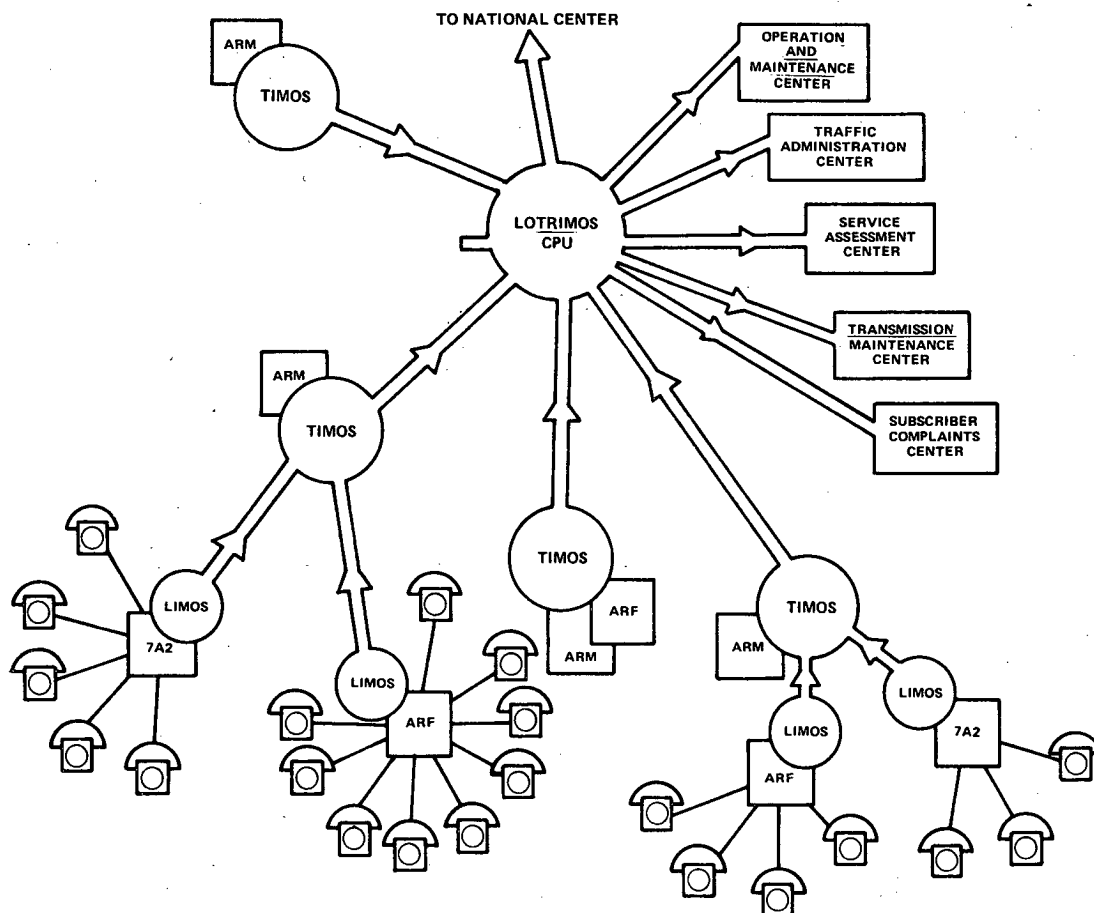 TO NATIONAL CENTER
ARM
TIMOS
OPERATION
AND
MAINTENANCE
CENTER
TRAFFIC
ADMINISTRATION
CENTER
LOTRIMOS
CPU
SERVICE
ASSESSMENT
CENTER
TRANSMISSION
MAINTENANCE
CENTER
ARM
TIMOS
SUBSCRIBER
COMPLAINTS
CENTER
TIMOS
ARF
ARM
LIMOS
7A2
LIMOS
ARF
TIMOS
ARM
LIMOS
7A2
LIMOS
ARF